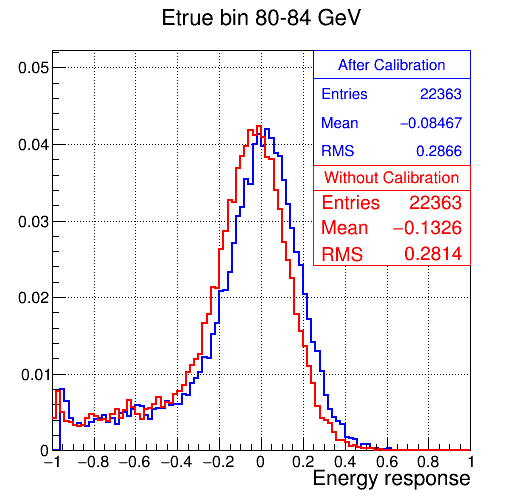 Etrue bin 80-84 GeV
After Calibration
Entries 22363
Mean −0.08467
RMS 0.2866
Without Calibration
Entries 22363
Mean −0.1326
RMS 0.2814
0.05
0.04
0.03
0.02
0.01
0
−1 −0.8 −0.6 −0.4 −0.2 0 0.2 0.4 0.6 0.8 1
Energy response